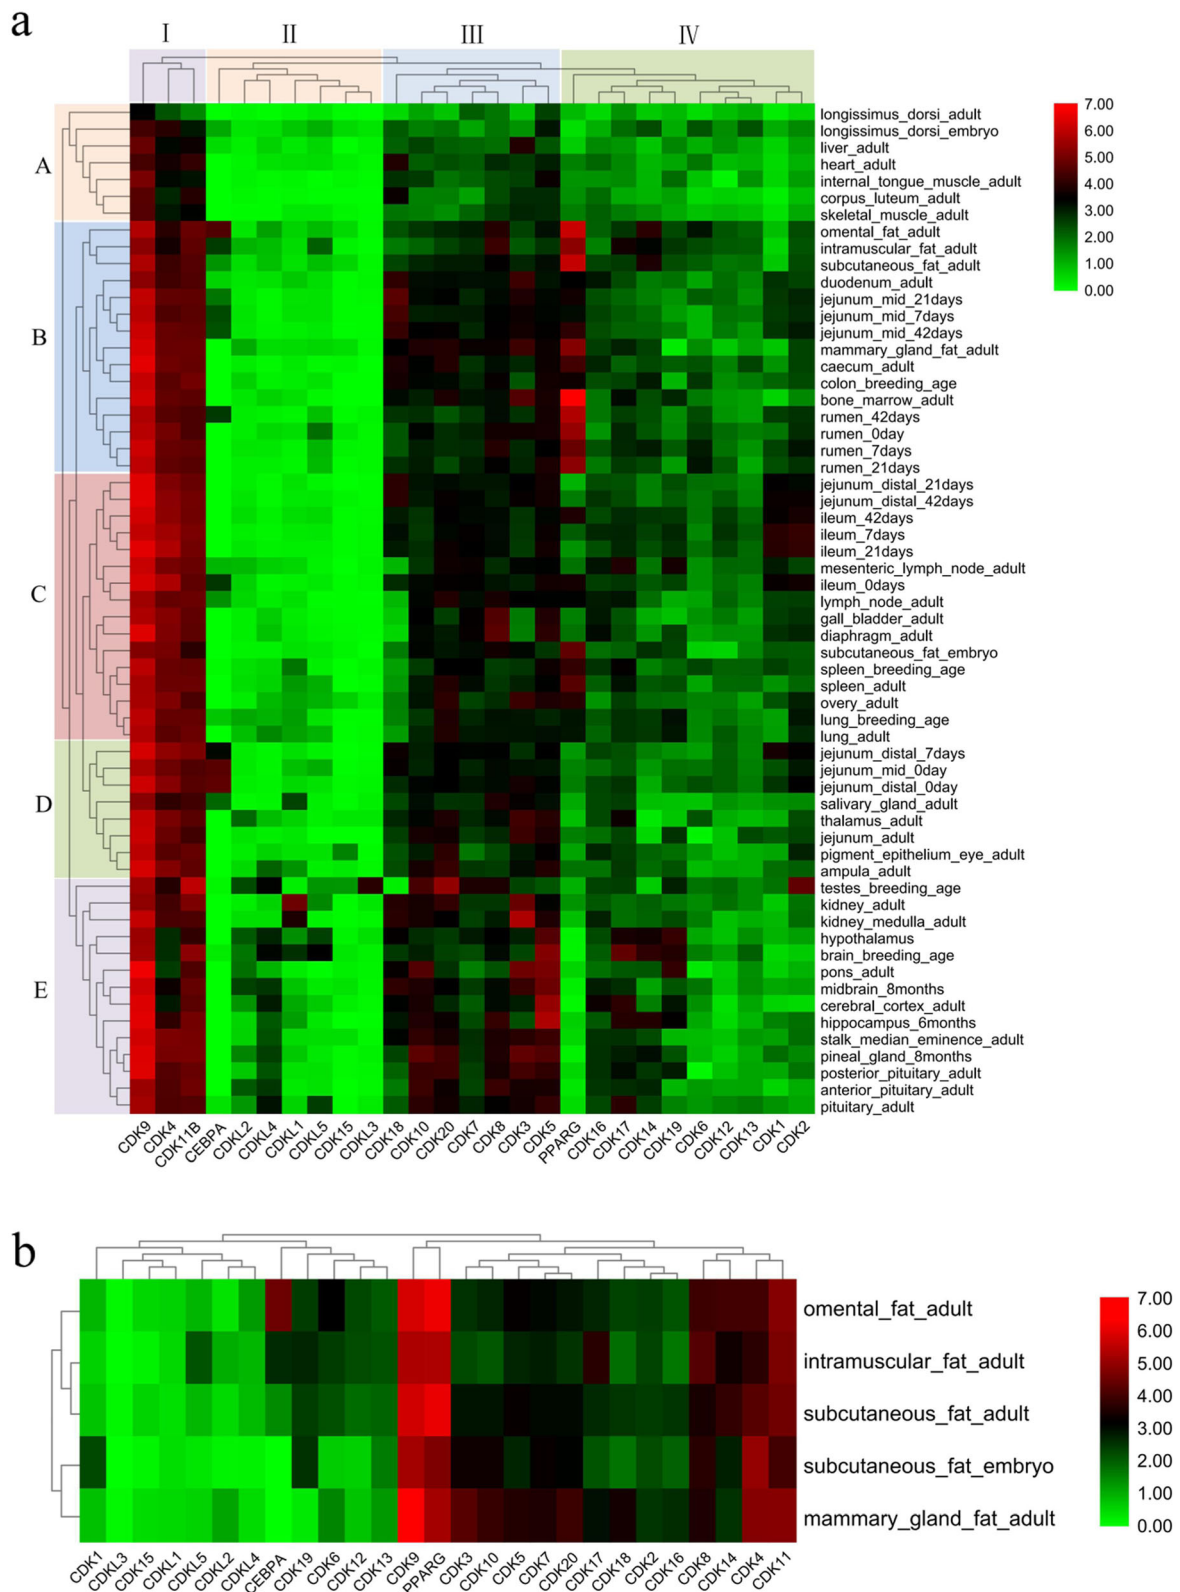 a
I II III IV
A
B
C
D
E
longissimus_dorsi_adult
longissimus_dorsi_embryo
liver_adult
heart_adult
internal_tongue_muscle_adult
corpus_luteum_adult
skeletal_muscle_adult
omental_fat_adult
intramuscular_fat_adult
subcutaneous_fat_adult
duodenum_adult
jejunum_mid_21days
jejunum_mid_7days
jejunum_mid_42days
mammary_gland_fat_adult
caecum_adult
colon_breeding_age
bone_marrow_adult
rumen_42days
rumen_0day
rumen_7days
rumen_21days
jejunum_distal_21days
jejunum_distal_42days
ileum_42days
ileum_7days
ileum_21days
mesenteric_lymph_node_adult
ileum_0days
lymph_node_adult
gall_bladder_adult
diaphragm_adult
subcutaneous_fat_embryo
spleen_breeding_age
spleen_adult
overy_adult
lung_breeding_age
lung_adult
jejunum_distal_7days
jejunum_mid_0day
jejunum_distal_0day
salivary_gland_adult
thalamus_adult
jejunum_adult
pigment_epithelium_eye_adult
ampula_adult
testes_breeding_age
kidney_adult
kidney_medulla_adult
hypothalamus
brain_breeding_age
pons_adult
midbrain_8months
cerebral_cortex_adult
hippocampus_6months
stalk_median_eminence_adult
pineal_gland_8months
posterior_pituitary_adult
anterior_pituitary_adult
pituitary_adult
7.00
6.00
5.00
4.00
3.00
2.00
1.00
0.00
CDK9 CDK4 CDK11B CEBPA CDKL2 CDKL4 CDKL1 CDKL5 CDK15 CDKL3 CDK18 CDK10 CDK20 CDK7 CDK8 CDK3 CDK5 PPARG CDK16 CDK17 CDK14 CDK19 CDK6 CDK12 CDK13 CDK1 CDK2
b
omental_fat_adult
intramuscular_fat_adult
subcutaneous_fat_adult
subcutaneous_fat_embryo
mammary_gland_fat_adult
7.00
6.00
5.00
4.00
3.00
2.00
1.00
0.00
CDK1 CDKL3 CDK15 CDKL1 CDKL5 CDKL2 CDKL4 CEBPA CDK19 CDK6 CDK12 CDK13 CDK9 PPARG CDK3 CDK10 CDK5 CDK7 CDK20 CDK17 CDK18 CDK2 CDK16 CDK8 CDK14 CDK4 CDK11